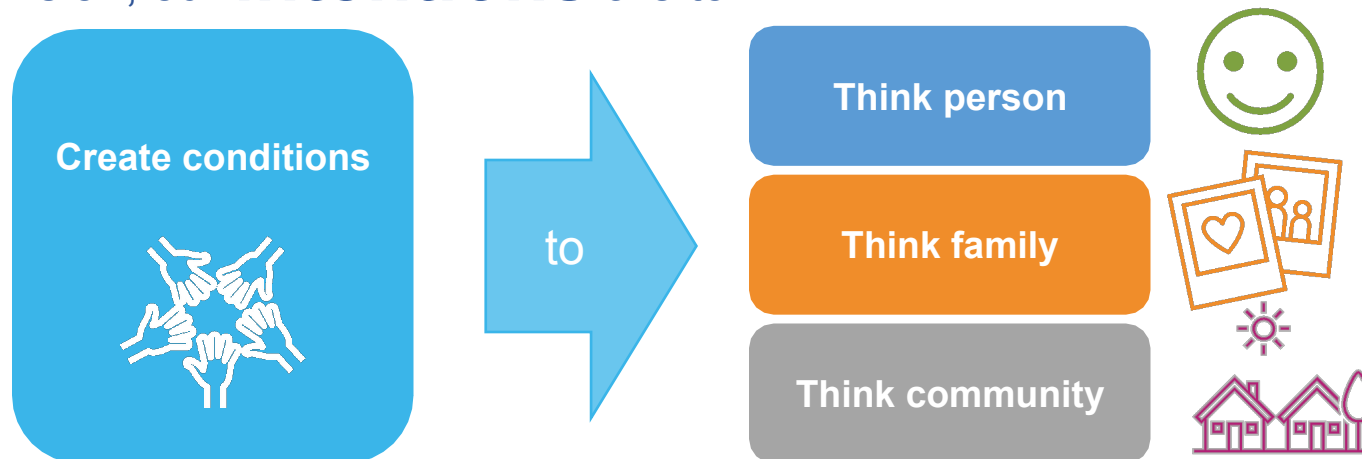 Create conditions
to
Think person
Think family
Think community